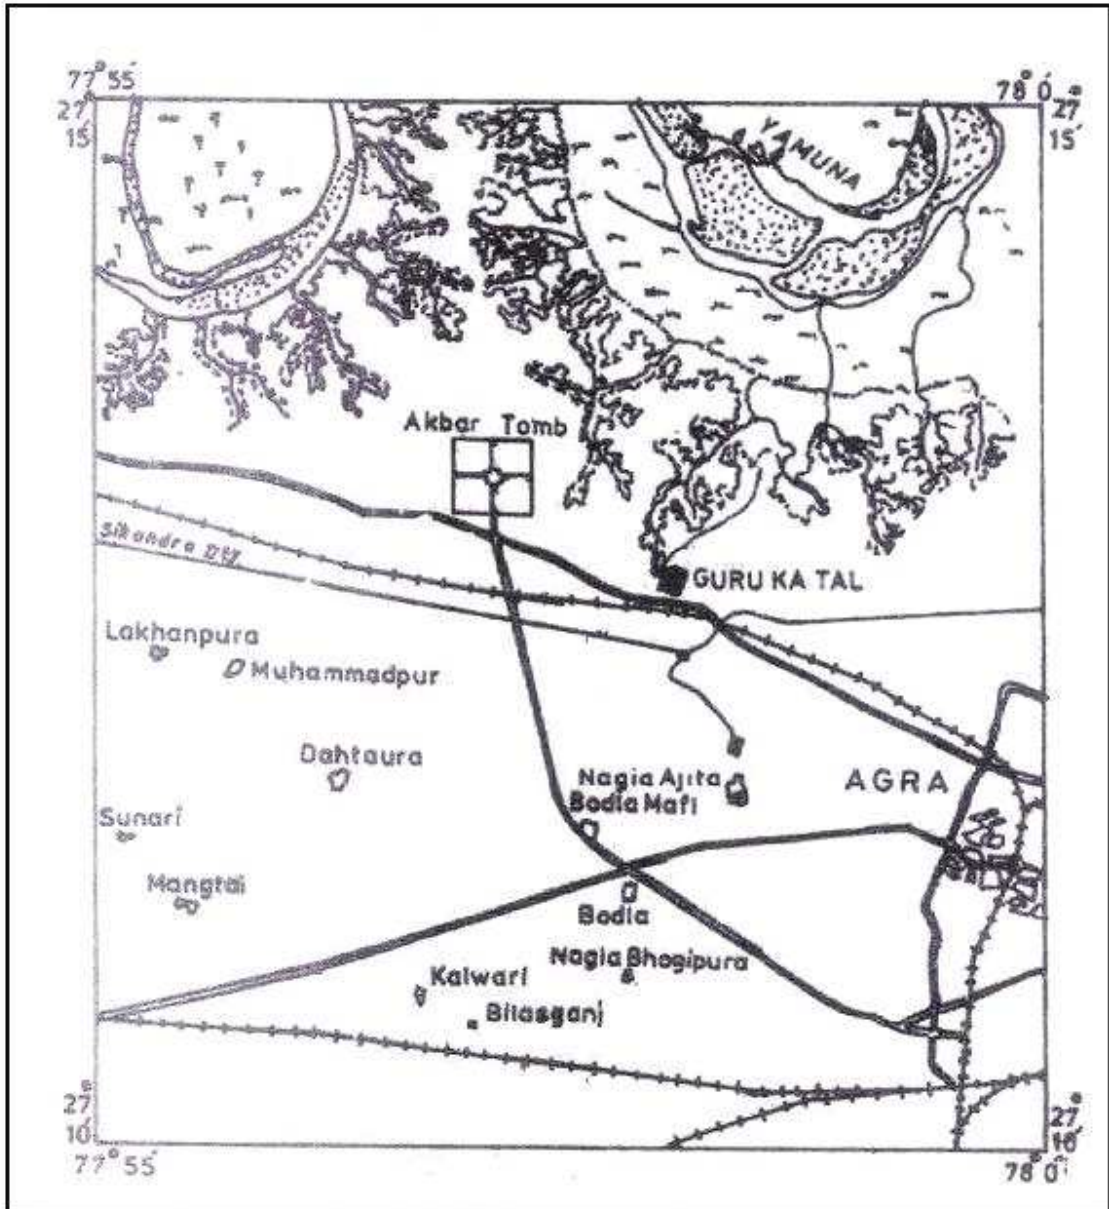 77° 55'
78° 0'
27°
15'
27°
15'
YAMUNA
Akbar Tomb
Sikandra Dty.
GURU KA TAL
Lakhanpura
Muhammadpur
Dahtaura
Nagla Ajita
Bodla Mafi
AGRA
Sunari
Mangtai
Bodla
Nagla Bhogipura
Kalwari
Bilasganj
27°
10'
27°
10'
77° 55'
78° 0'